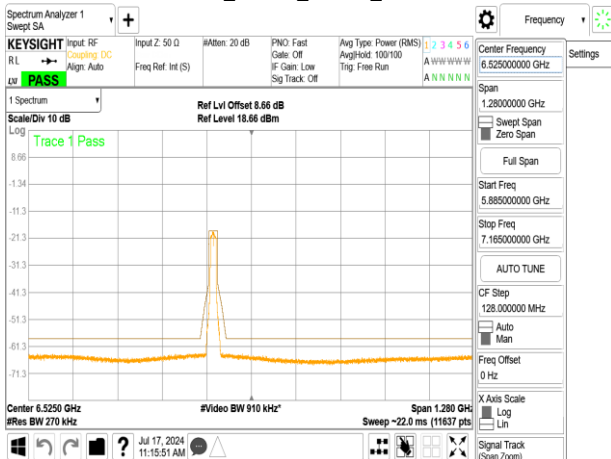 Spectrum Analyzer 1
Swept SA
+
Frequency
KEYSIGHT
RL
LXI
PASS
Input: RF
Coupling: DC
Align: Auto
Input Z: 50 Ω
Freq Ref: Int (S)
#Atten: 20 dB
PNO: Fast
Gate: Off
IF Gain: Low
Sig Track: Off
Avg Type: Power (RMS)
Avg|Hold: 100/100
Trig: Free Run
1 2 3 4 5 6
A W W W W W
A N N N N N
1 Spectrum
Scale/Div 10 dB
Log
Ref Lvl Offset 8.66 dB
Ref Level 18.66 dBm
Trace 1 Pass
8.66
-1.34
-11.3
-21.3
-31.3
-41.3
-51.3
-61.3
-71.3
Center 6.5250 GHz
#Res BW 270 kHz
#Video BW 910 kHz*
Span 1.280 GHz
Sweep ~22.0 ms (11637 pts
Jul 17, 2024
11:15:51 AM
?
Center Frequency
6.525000000 GHz
Settings
Span
1.28000000 GHz
Swept Span
Zero Span
Full Span
Start Freq
5.885000000 GHz
Stop Freq
7.165000000 GHz
AUTO TUNE
CF Step
128.000000 MHz
Auto
Man
Freq Offset
0 Hz
X Axis Scale
Log
Lin
Signal Track
(Span Zoom)